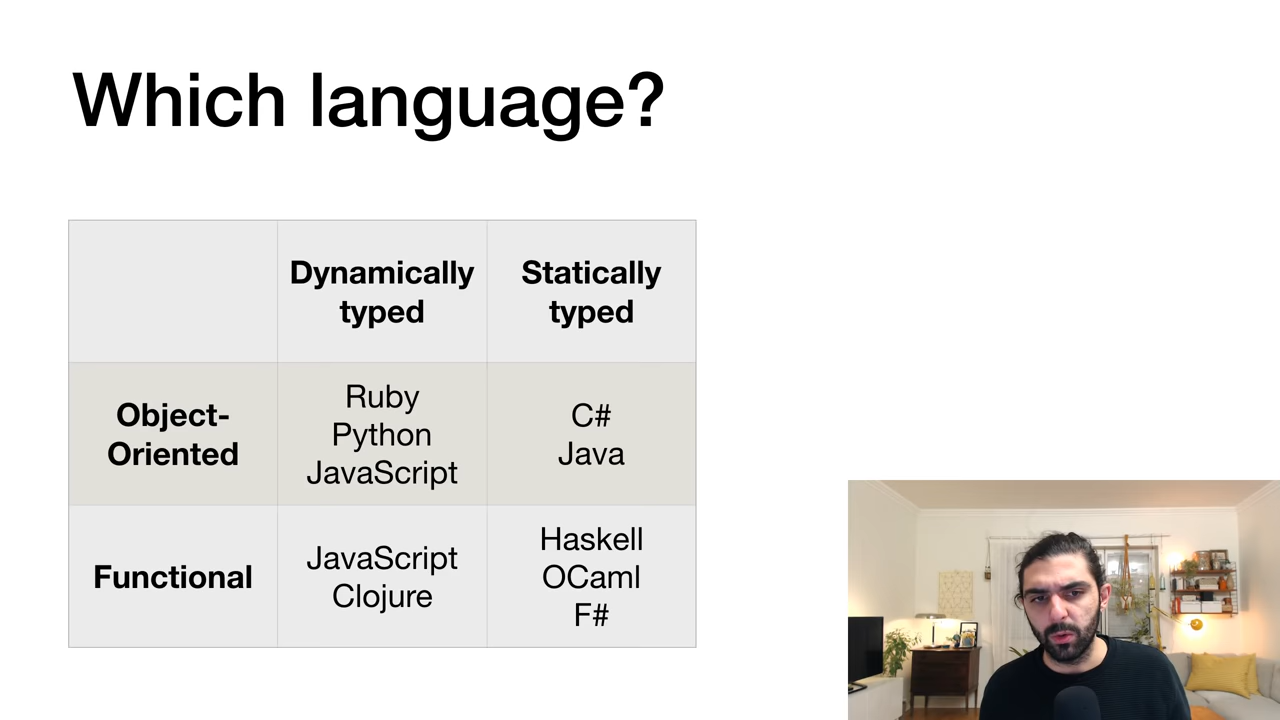 Which language?
Dynamically
typed
Statically
typed
Object-
Oriented
Ruby
Python
JavaScript
C#
Java
Functional
JavaScript
Clojure
Haskell
OCaml
F#